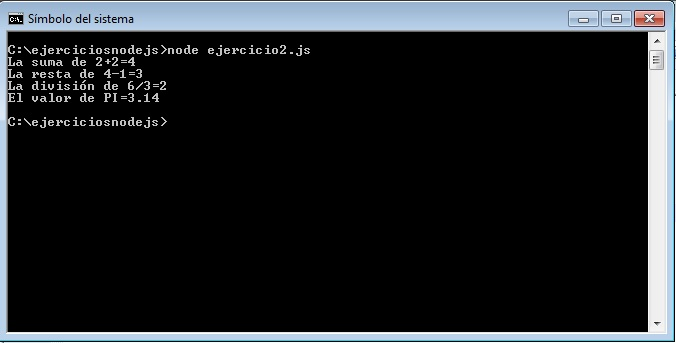 Símbolo del sistema
C:\ejerciciosnodejs>node ejercicio2.js
La suma de 2+2=4
La resta de 4-1=3
La división de 6/3=2
El valor de PI=3.14
C:\ejerciciosnodejs>